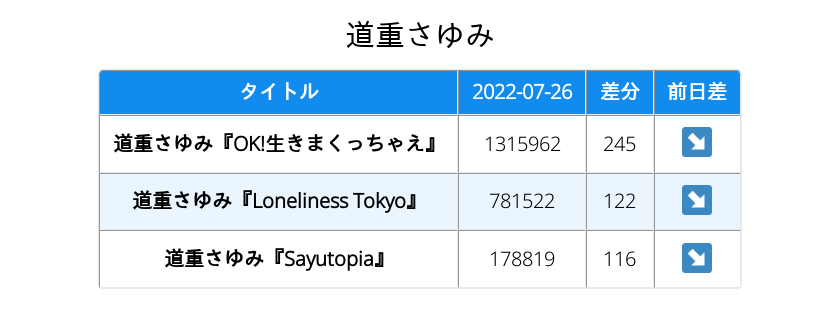 道重さゆみ
タイトル 2022-07-26 差分 前日差
道重さゆみ『OK!生きまくっちゃえ』 1315962 245 ↘
道重さゆみ『Loneliness Tokyo』 781522 122 ↘
道重さゆみ『Sayutopia』 178819 116 ↘